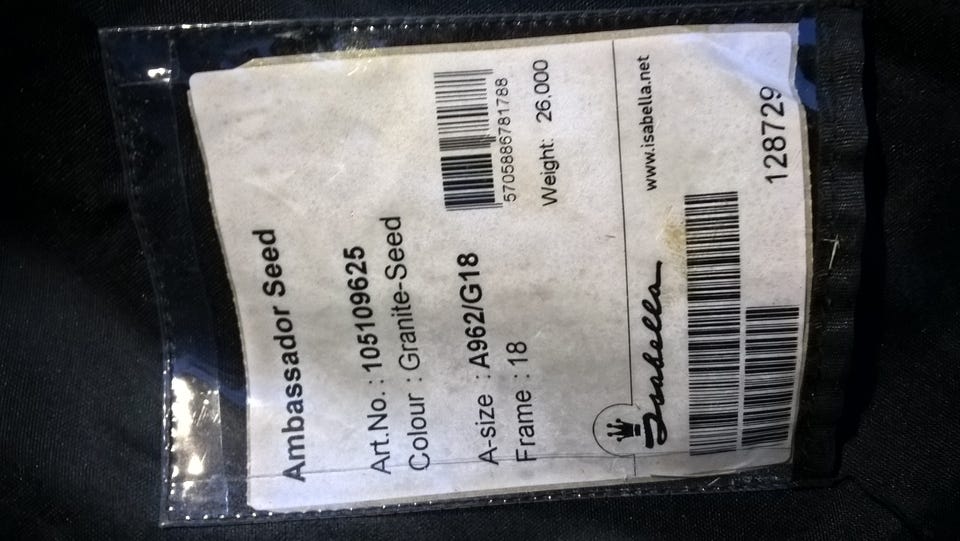 Ambassador Seed
Art.No. : 105109625
Colour : Granite-Seed
A-size : A962/G18
Frame : 18
5705886781788
Weight: 26.000
Isabella
www.isabella.net
128729